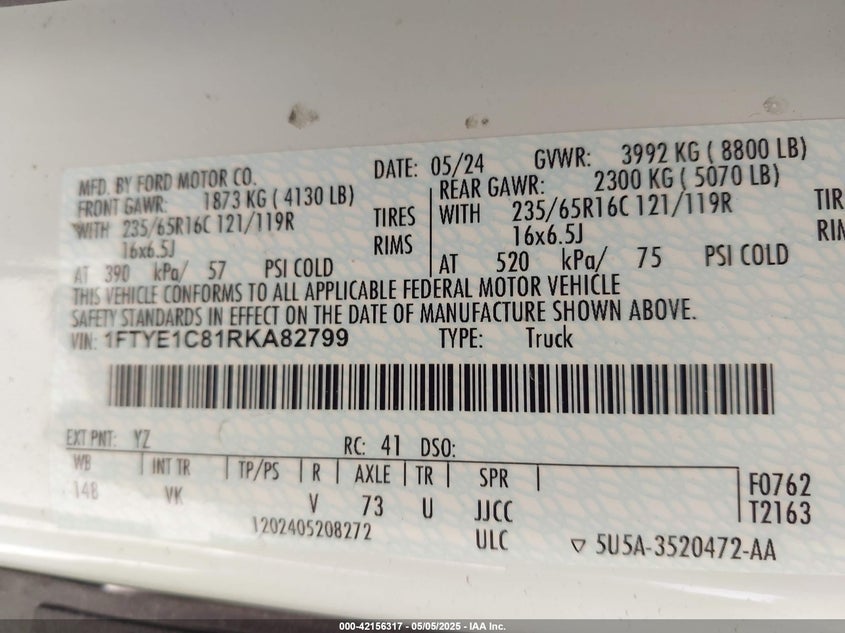 MFD. BY FORD MOTOR CO. DATE: 05/24 GVWR: 3992 KG ( 8800 LB)
FRONT GAWR: 1873 KG ( 4130 LB) REAR GAWR: 2300 KG ( 5070 LB)
WITH 235/65R16C 121/119R TIRES WITH 235/65R16C 121/119R
16x6.5J RIMS 16x6.5J
AT 390 kPa/ 57 PSI COLD AT 520 kPa/ 75 PSI COLD
THIS VEHICLE CONFORMS TO ALL APPLICABLE FEDERAL MOTOR VEHICLE
SAFETY STANDARDS IN EFFECT ON THE DATE OF MANUFACTURE SHOWN ABOVE.
VIN: 1FTYE1C81RKA82799 TYPE: Truck
EXT PNT: YZ RC: 41 DSO:
WB INT TR TP/PS R AXLE TR SPR F0762
148 VK V 73 U JJCC T2163
1202405208272 ULC 5U5A-3520472-AA
000-42156317 - 05/05/2025 - IAA Inc.